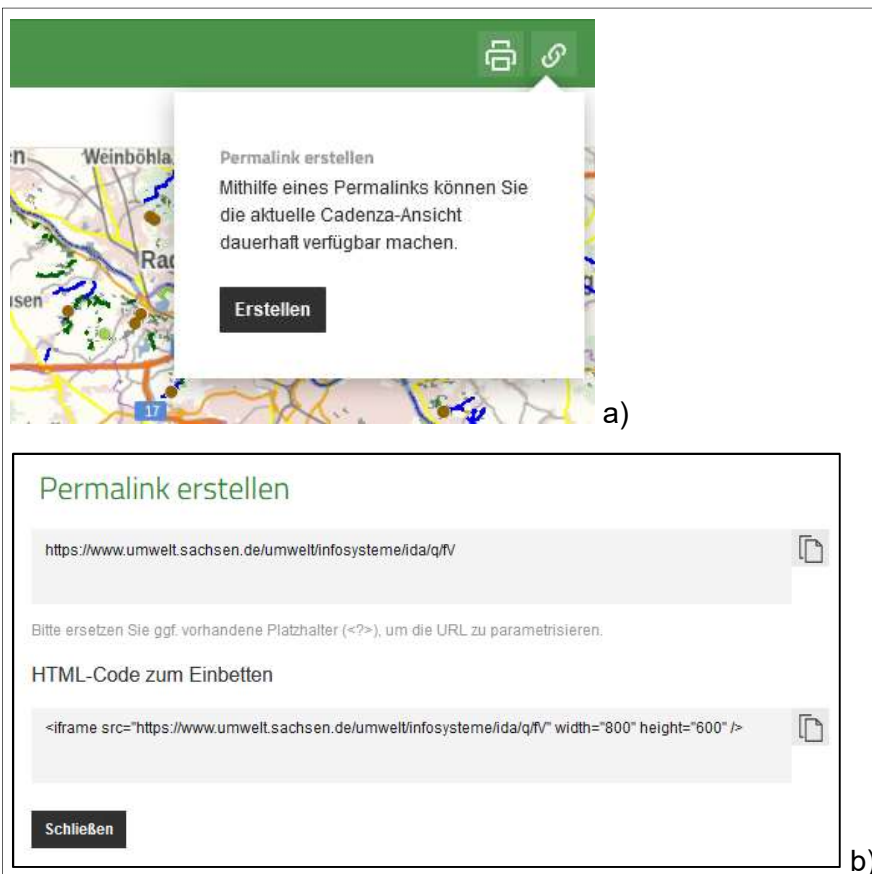 Weinböhla
Permalink erstellen
Mithilfe eines Permalinks können Sie
die aktuelle Cadenza-Ansicht
dauerhaft verfügbar machen.
Erstellen
17
a)
Permalink erstellen
https://www.umwelt.sachsen.de/umwelt/infosysteme/ida/q/fV
Bitte ersetzen Sie ggf. vorhandene Platzhalter (<?>), um die URL zu parametrisieren.
HTML-Code zum Einbetten
<iframe src="https://www.umwelt.sachsen.de/umwelt/infosysteme/ida/q/fV" width="800" height="600" />
Schließen
b)